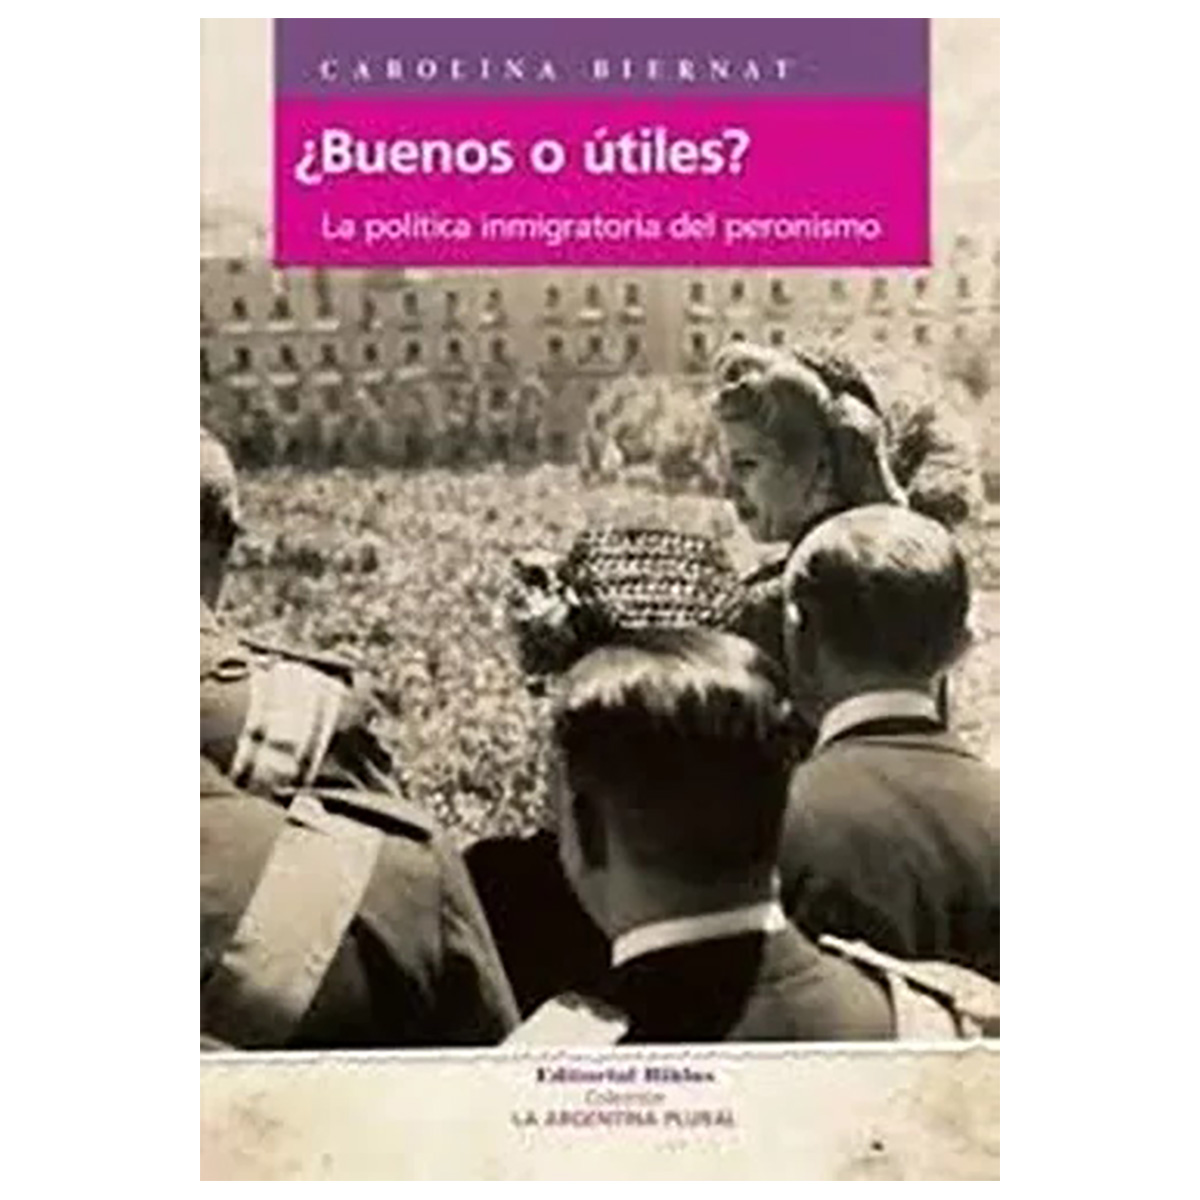 CAROLINA BIERNAT
¿Buenos o útiles?
La política inmigratoria del peronismo
Editorial Biblos
Colección
LA ARGENTINA PLURAL